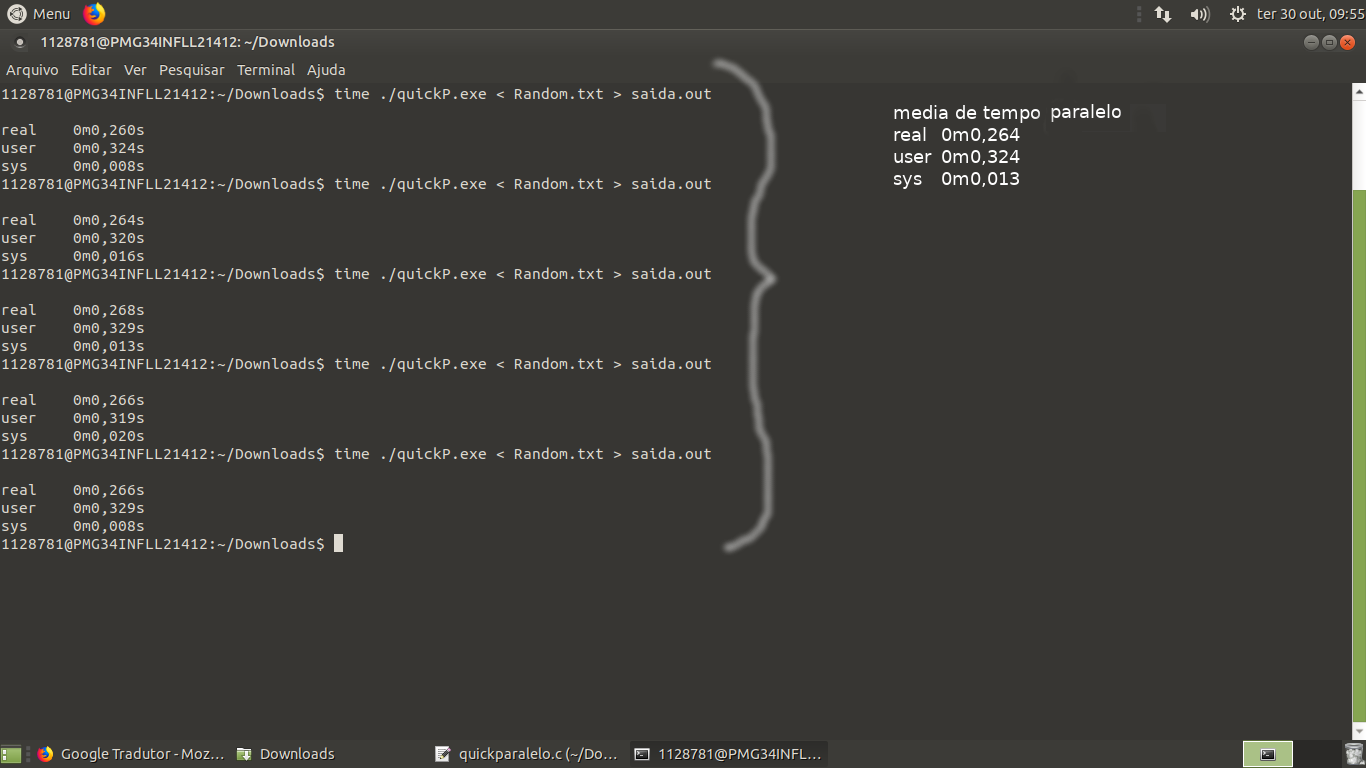 Menu
ter 30 out, 09:55
1128781@PMG34INFLL21412: ~/Downloads
Arquivo Editar Ver Pesquisar Terminal Ajuda
1128781@PMG34INFLL21412:~/Downloads$ time ./quickP.exe < Random.txt > saida.out
real 0m0,260s
user 0m0,324s
sys 0m0,008s
1128781@PMG34INFLL21412:~/Downloads$ time ./quickP.exe < Random.txt > saida.out
real 0m0,264s
user 0m0,320s
sys 0m0,016s
1128781@PMG34INFLL21412:~/Downloads$ time ./quickP.exe < Random.txt > saida.out
real 0m0,268s
user 0m0,329s
sys 0m0,013s
1128781@PMG34INFLL21412:~/Downloads$ time ./quickP.exe < Random.txt > saida.out
real 0m0,266s
user 0m0,319s
sys 0m0,020s
1128781@PMG34INFLL21412:~/Downloads$ time ./quickP.exe < Random.txt > saida.out
real 0m0,266s
user 0m0,329s
sys 0m0,008s
1128781@PMG34INFLL21412:~/Downloads$
media de tempo paralelo
real 0m0,264
user 0m0,324
sys 0m0,013
Google Tradutor - Moz...
Downloads
quickparalelo.c (~/Do...
1128781@PMG34INFL...